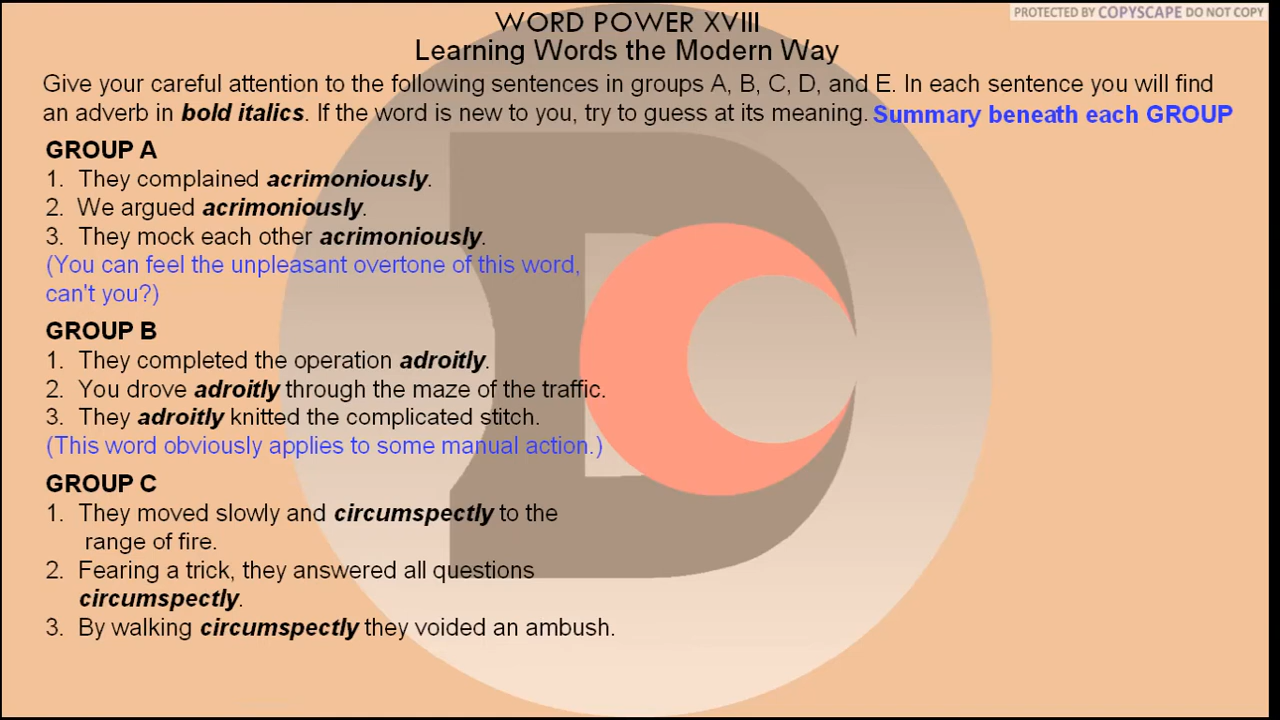 PROTECTED BY COPYSCAPE DO NOT COPY
WORD POWER XVIII
Learning Words the Modern Way
Give your careful attention to the following sentences in groups A, B, C, D, and E. In each sentence you will find
an adverb in bold italics. If the word is new to you, try to guess at its meaning. Summary beneath each GROUP
GROUP A
1. They complained acrimoniously.
2. We argued acrimoniously.
3. They mock each other acrimoniously.
(You can feel the unpleasant overtone of this word,
can't you?)
GROUP B
1. They completed the operation adroitly.
2. You drove adroitly through the maze of the traffic.
3. They adroitly knitted the complicated stitch.
(This word obviously applies to some manual action.)
GROUP C
1. They moved slowly and circumspectly to the
range of fire.
2. Fearing a trick, they answered all questions
circumspectly.
3. By walking circumspectly they voided an ambush.